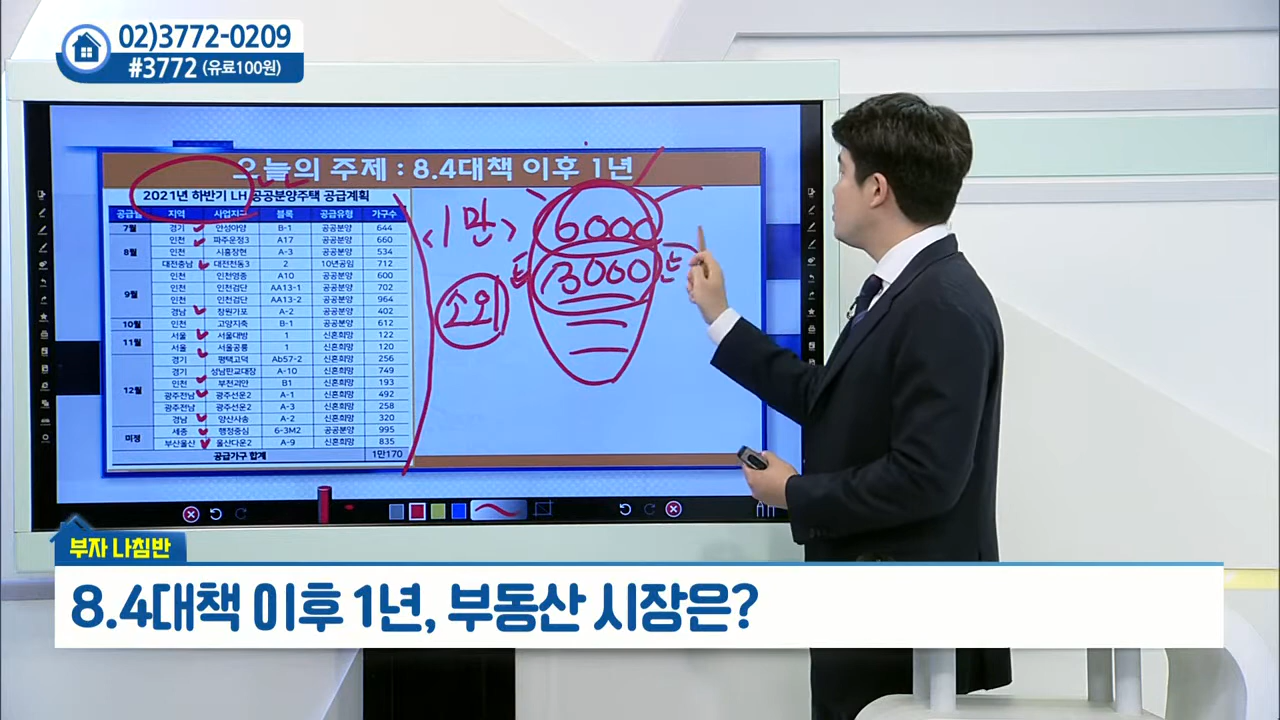 02)3772-0209
#3772 (유료100원)
오늘의 주제 : 8.4대책 이후 1년
2021년 하반기 LH 공공분양주택 공급계획
공급월 지역 사업지구 블록 공급유형 가구수
7월 경기 안성아양 B-1 공공분양 644
인천 파주운정3 A17 공공분양 660
8월 인천 시흥장현 A-3 공공분양 534
대전충남 대전천동3 2 10년공임 712
인천 인천영종 A10 공공분양 600
9월 인천 인천검단 AA13-1 공공분양 702
인천 인천검단 AA13-2 공공분양 964
경남 창원가포 A-2 공공분양 402
10월 인천 고양지축 B-1 공공분양 612
11월 서울 서울대방 1 신혼희망 122
서울 서울공릉 1 신혼희망 120
경기 평택고덕 Ab57-2 신혼희망 256
경기 성남판교대장 A-10 신혼희망 749
12월 인천 부천괴안 B1 신혼희망 193
광주전남 광주선운2 A-1 신혼희망 492
광주전남 광주선운2 A-3 신혼희망 258
경남 양산사송 A-2 신혼희망 320
미정 세종 행정중심 6-3M2 공공분양 995
부산울산 울산다운2 A-9 신혼희망 835
공급가구 합계 1만170
<1만>
6000
3000
소외
부자 나침반
8.4대책 이후 1년, 부동산 시장은?